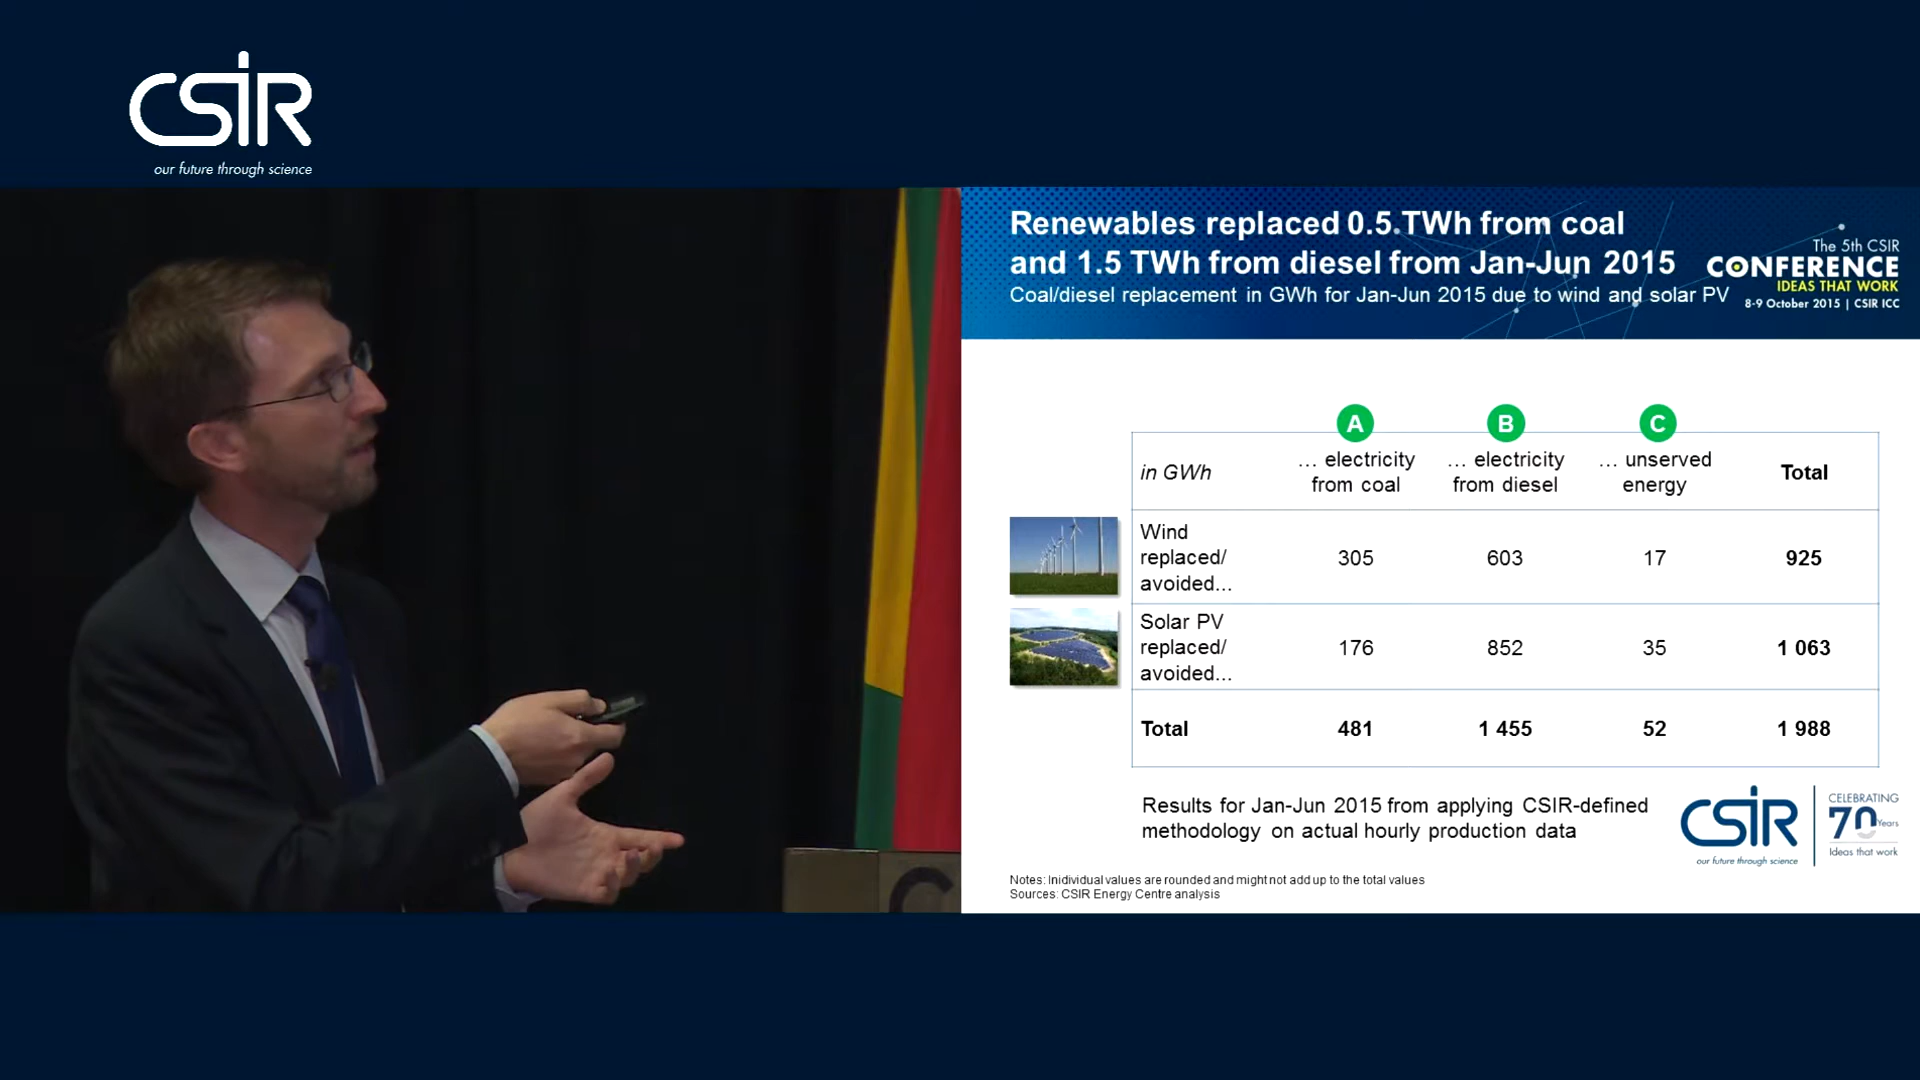 CSIR
our future through science
Renewables replaced 0.5 TWh from coal
and 1.5 TWh from diesel from Jan-Jun 2015
Coal/diesel replacement in GWh for Jan-Jun 2015 due to wind and solar PV
The 5th CSIR
CONFERENCE
IDEAS THAT WORK
8-9 October 2015 | CSIR ICC
A B C
in GWh … electricity from coal … electricity from diesel … unserved energy Total
Wind replaced/ avoided... 305 603 17 925
Solar PV replaced/ avoided... 176 852 35 1 063
Total 481 1 455 52 1 988
Results for Jan-Jun 2015 from applying CSIR-defined
methodology on actual hourly production data
CSIR
our future through science
CELEBRATING
70 Years
Ideas that work
Notes: Individual values are rounded and might not add up to the total values
Sources: CSIR Energy Centre analysis
C